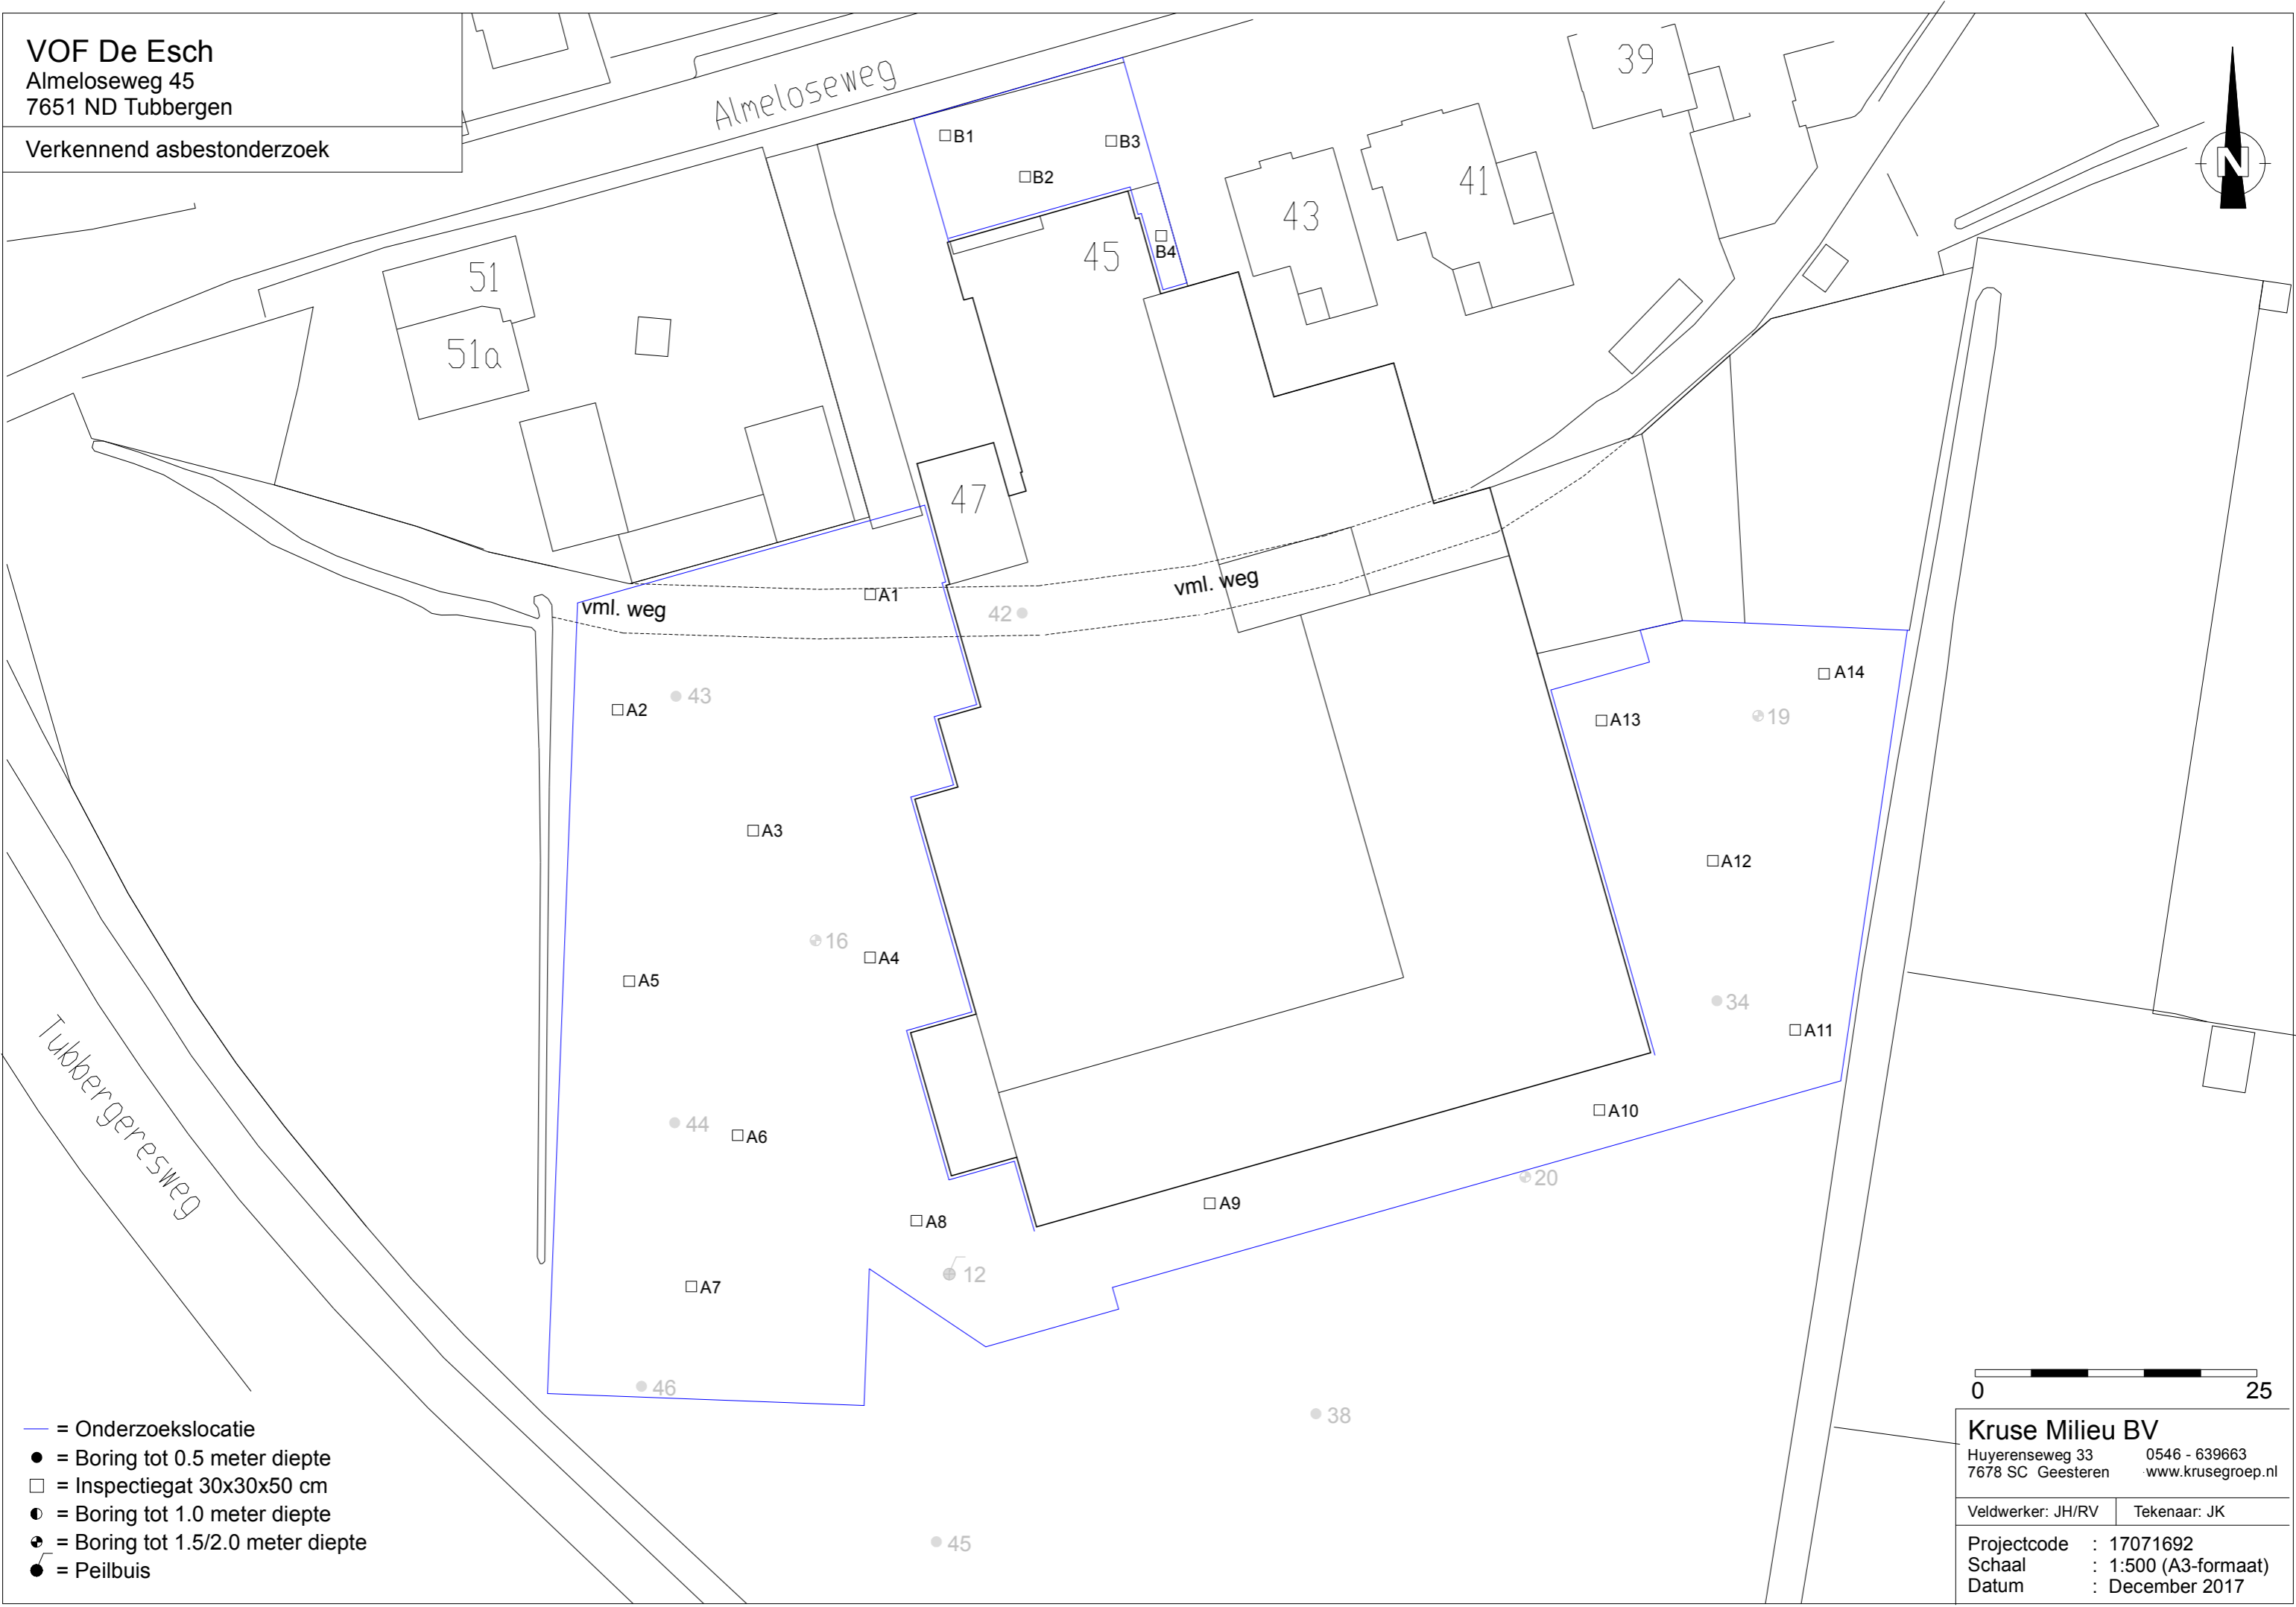 VOF De Esch
Almeloseweg 45
7651 ND Tubbergen
Verkennend asbestonderzoek
Almeloseweg
39
N
B1
B3
B2
41
43
B4
45
51
51a
47
vml. weg
A1
vml. weg
42
A14
43
A2
A13
19
A3
A12
16
A4
A5
34
A11
Tubbergeresweg
A10
44
A6
20
A9
A8
12
A7
46
0 25
38
45
= Onderzoekslocatie
= Boring tot 0.5 meter diepte
= Inspectiegat 30x30x50 cm
= Boring tot 1.0 meter diepte
= Boring tot 1.5/2.0 meter diepte
= Peilbuis
Kruse Milieu BV
Huyerenseweg 33 0546 - 639663
7678 SC Geesteren www.krusegroep.nl
Veldwerker: JH/RV Tekenaar: JK
Projectcode : 17071692
Schaal : 1:500 (A3-formaat)
Datum : December 2017